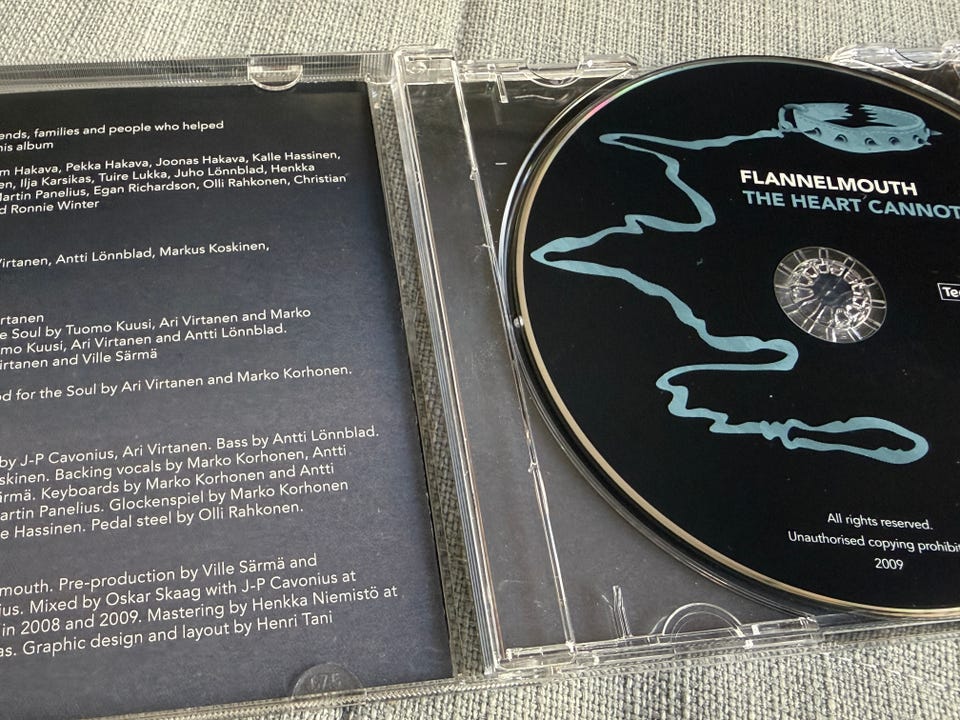 ends, families and people who helped
his album
m Hakava, Pekka Hakava, Joonas Hakava, Kalle Hassinen,
en, Ilja Karsikas, Tuire Lukka, Juho Lönnblad, Henkka
Martin Panelius, Egan Richardson, Olli Rahkonen, Christian
d Ronnie Winter
Virtanen, Antti Lönnblad, Markus Koskinen,
rtanen
e Soul by Tuomo Kuusi, Ari Virtanen and Marko
omo Kuusi, Ari Virtanen and Antti Lönnblad.
irtanen and Ville Särmä
od for the Soul by Ari Virtanen and Marko Korhonen.
by J-P Cavonius, Ari Virtanen. Bass by Antti Lönnblad.
skinen. Backing vocals by Marko Korhonen, Antti
ärmä. Keyboards by Marko Korhonen and Antti
artin Panelius. Glockenspiel by Marko Korhonen
e Hassinen. Pedal steel by Olli Rahkonen.
mouth. Pre-production by Ville Särmä and
ius. Mixed by Oskar Skaag with J-P Cavonius at
in 2008 and 2009. Mastering by Henkka Niemistö at
as. Graphic design and layout by Henri Tani
FLANNELMOUTH
THE HEART CANNOT
All rights reserved.
Unauthorised copying prohibit
2009